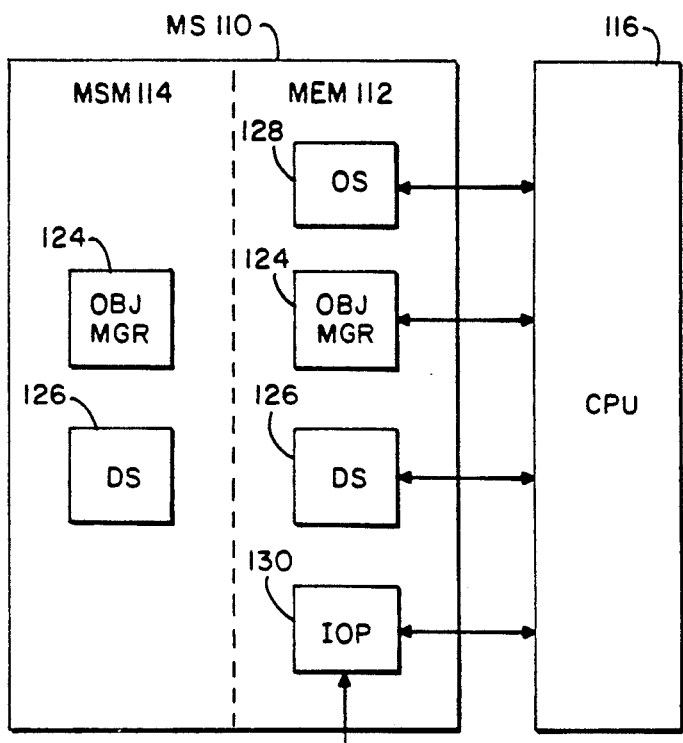 MS 110
116
MSM 114
MEM 112
128
OS
124
OBJ
MGR
124
OBJ
MGR
CPU
126
DS
126
DS
130
IOP